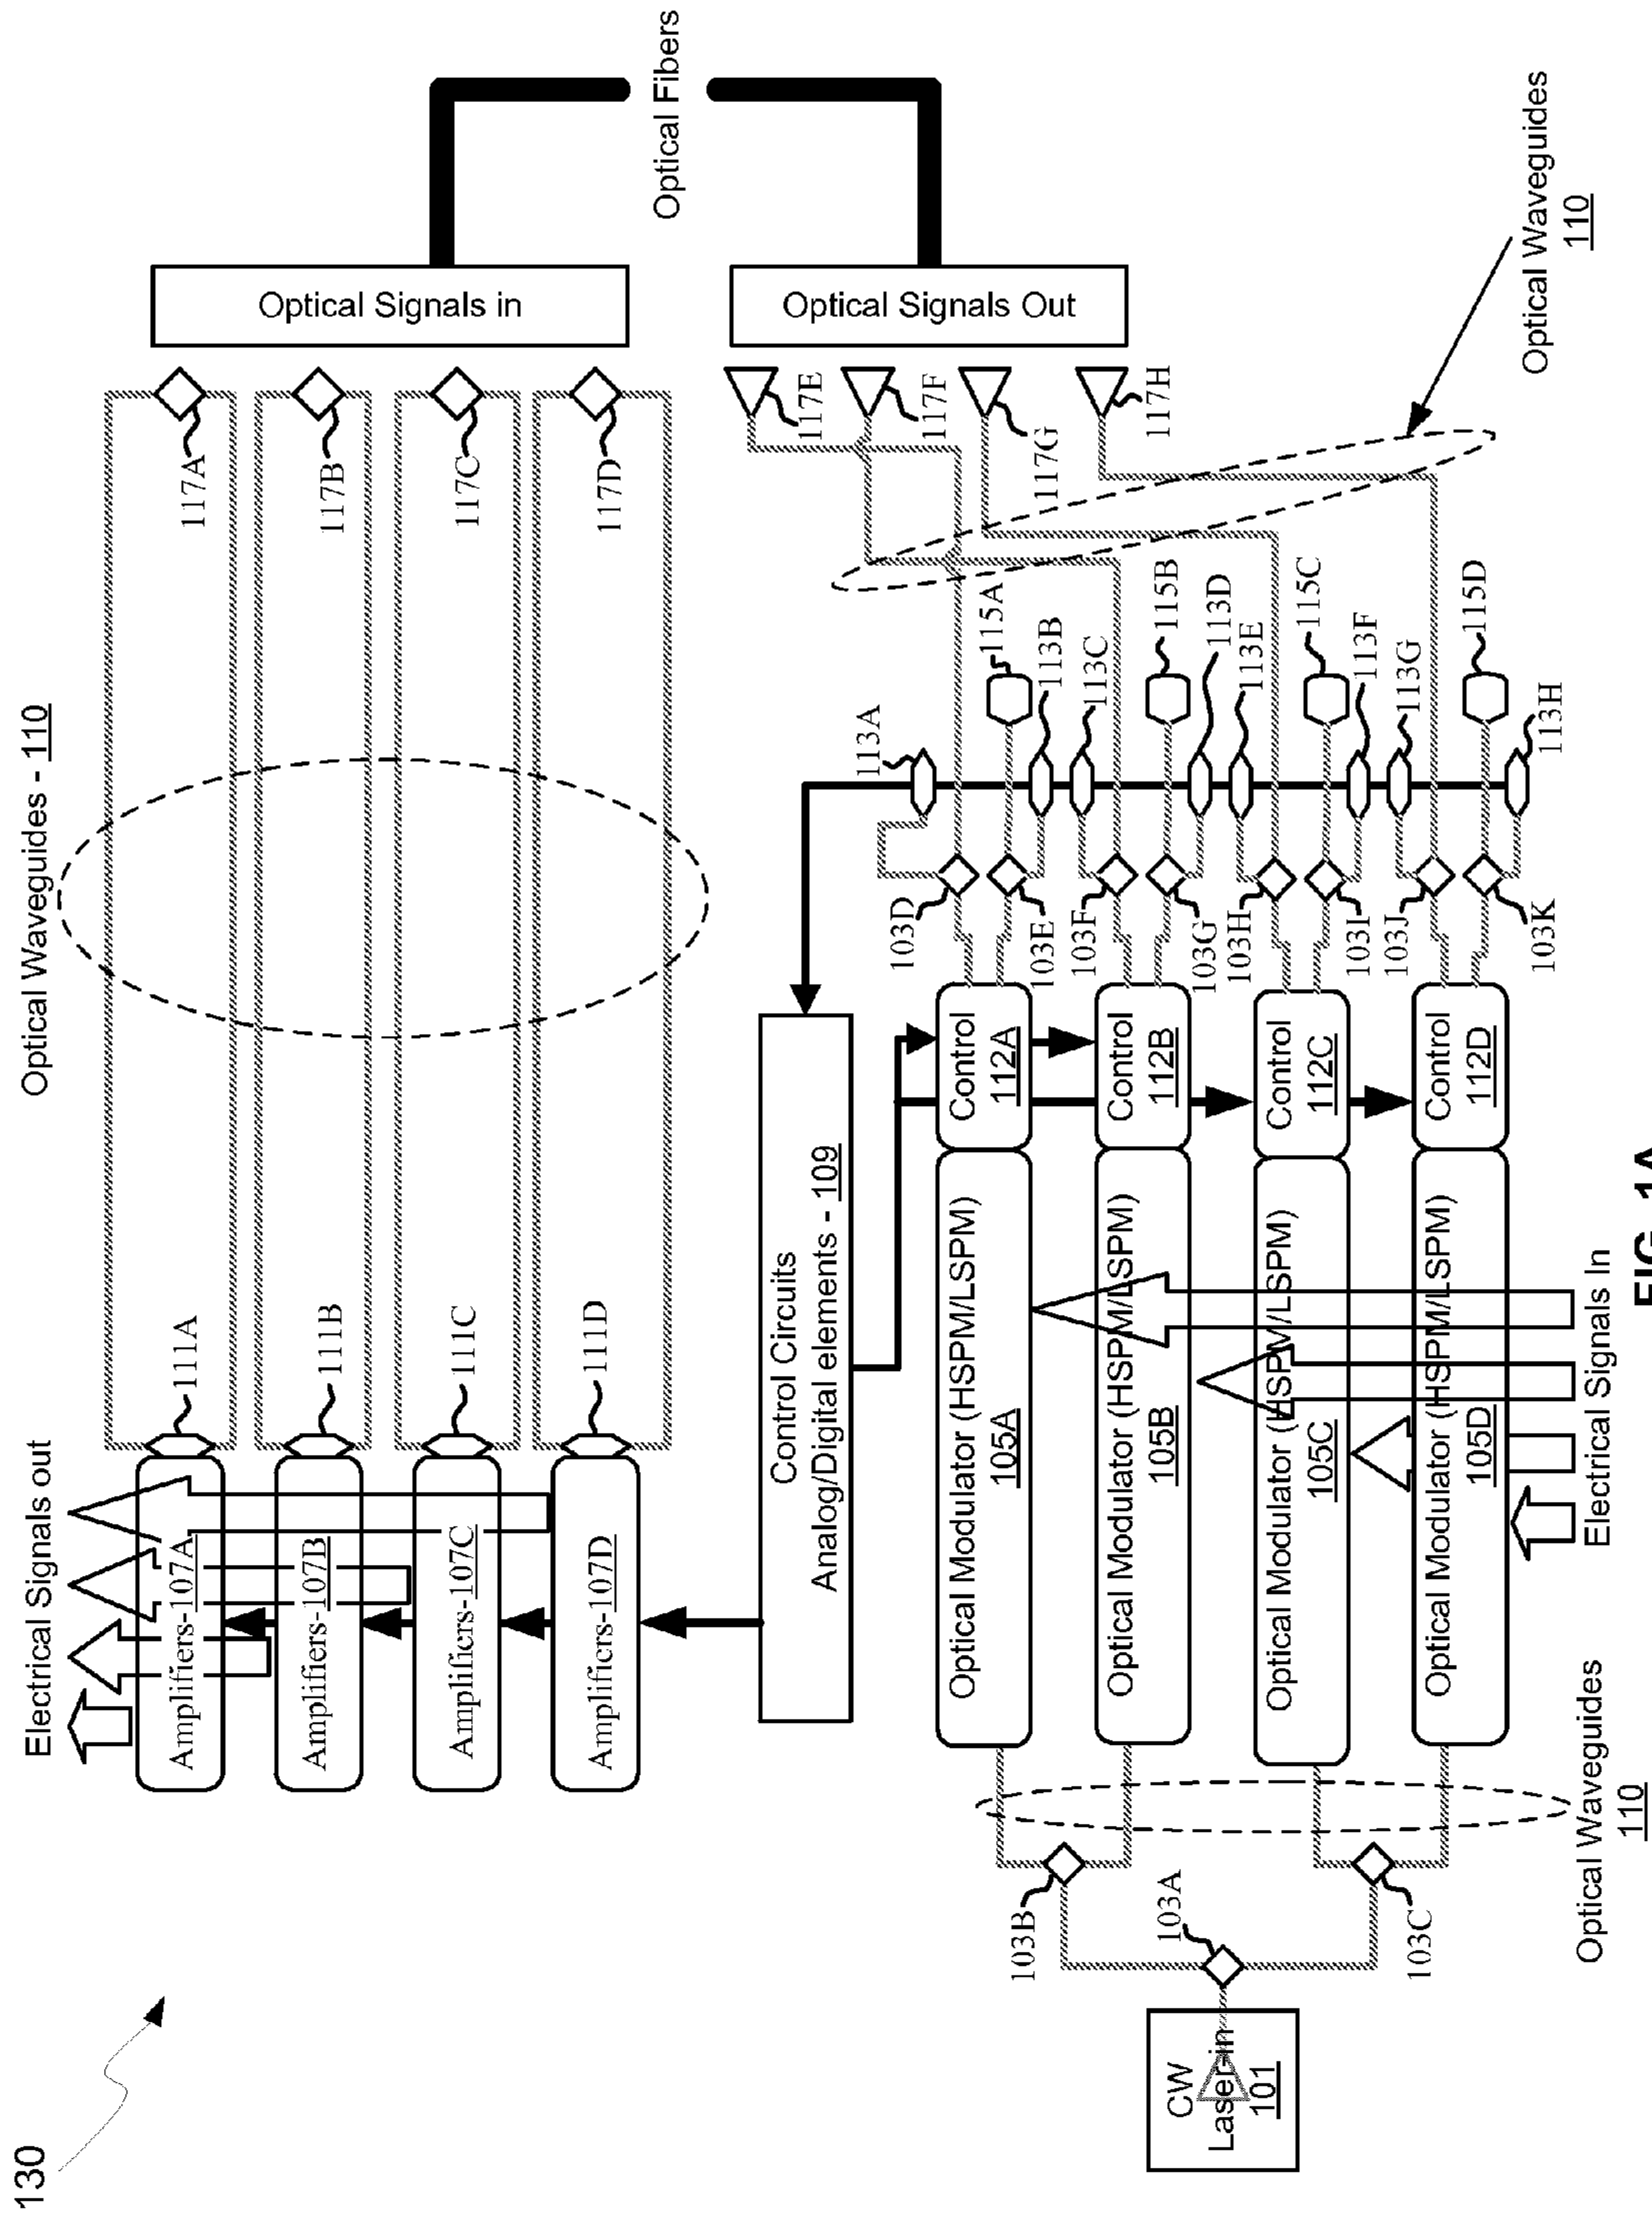 130
Electrical Signals out
Optical Waveguides - 110
Amplifiers-107A
111A
117A
Amplifiers-107B
111B
117B
Amplifiers-107C
111C
117C
Amplifiers-107D
111D
117D
Optical Signals in
Optical Fibers
Optical Signals Out
117E
117F
117G
117H
Control Circuits
Analog/Digital elements - 109
113A
103D
115A
103E
113B
113C
103F
115B
103G
113D
113E
103H
115C
103I
113F
113G
103J
115D
103K
113H
Optical Waveguides
110
Optical Modulator (HSPM/LSPM)
105A
Control
112A
Optical Modulator (HSPM/LSPM)
105B
Control
112B
Optical Modulator (HSPM/LSPM)
105C
Control
112C
Optical Modulator (HSPM/LSPM)
105D
Control
112D
103B
103A
103C
CW
Laser-in
101
Optical Waveguides
110
Electrical Signals In
FIG. 1A